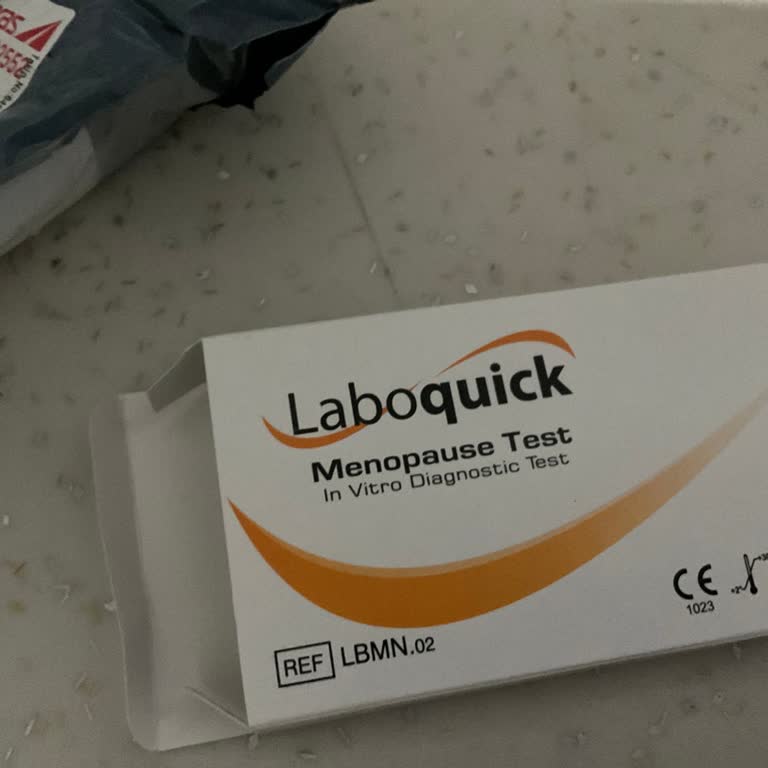 Laboquick
Menopause Test
In Vitro Diagnostic Test
CE
1023
REF LBMN.02